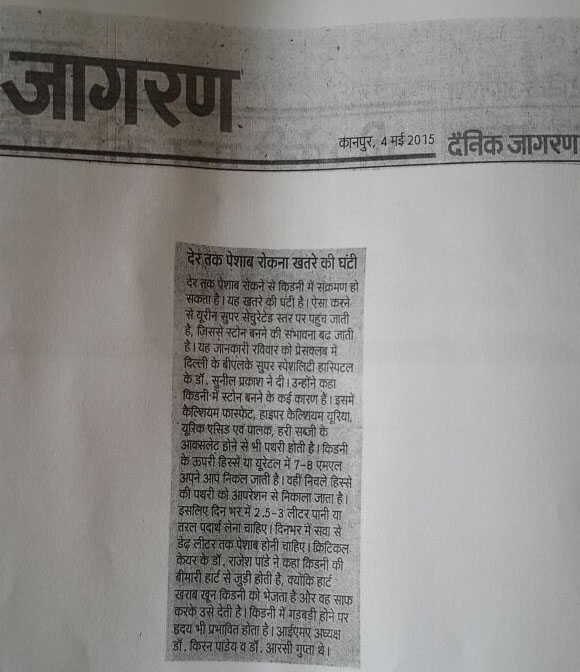 जागरण
कानपुर, 4 मई 2015 दैनिक जागरण
देर तक पेशाब रोकना खतरे की घंटी
देर तक पेशाब रोकने से किडनी में संक्रमण हो
सकता है। यह खतरे की घंटी है। ऐसा करने
से यूरीन सुपर सेचुरेटेड स्तर पर पहुंच जाती
है, जिससे स्टोन बनने की संभावना बढ़ जाती
है। यह जानकारी रविवार को प्रेसक्लब में
दिल्ली के बीएलके सुपर स्पेशलिटी हास्पिटल
के डॉ. सुनील प्रकाश ने दी। उन्होंने कहा
किडनी में स्टोन बनने के कई कारण है। इसमें
कैल्शियम फास्फेट, हाइपर कैल्शियम यूरिया,
यूरिक एसिड एवं पालक, हरी सब्जी के
आक्सलेट होने से भी पथरी होती है। किडनी
के ऊपरी हिस्से या यूरेटल में 7-8 एमएल
अपने आप निकल जाती है। वहीं निचले हिस्से
की पथरी को आपरेशन से निकाला जाता है।
इसलिए दिन भर में 2.5-3 लीटर पानी या
तरल पदार्थ लेना चाहिए। दिनभर में सवा से
डेढ़ लीटर तक पेशाब होनी चाहिए। क्रिटिकल
केयर के डॉ. राजेश पांडे ने कहा किडनी की
बीमारी हार्ट से जुड़ी होती है, क्योंकि हार्ट
खराब खून किडनी को भेजता है और वह साफ
करके उसे देती है। किडनी में गड़बड़ी होने पर
हृदय भी प्रभावित होता है। आईएमए अध्यक्ष
डॉ. किरन पांडेय व डॉ. आरसी गुप्ता थे।